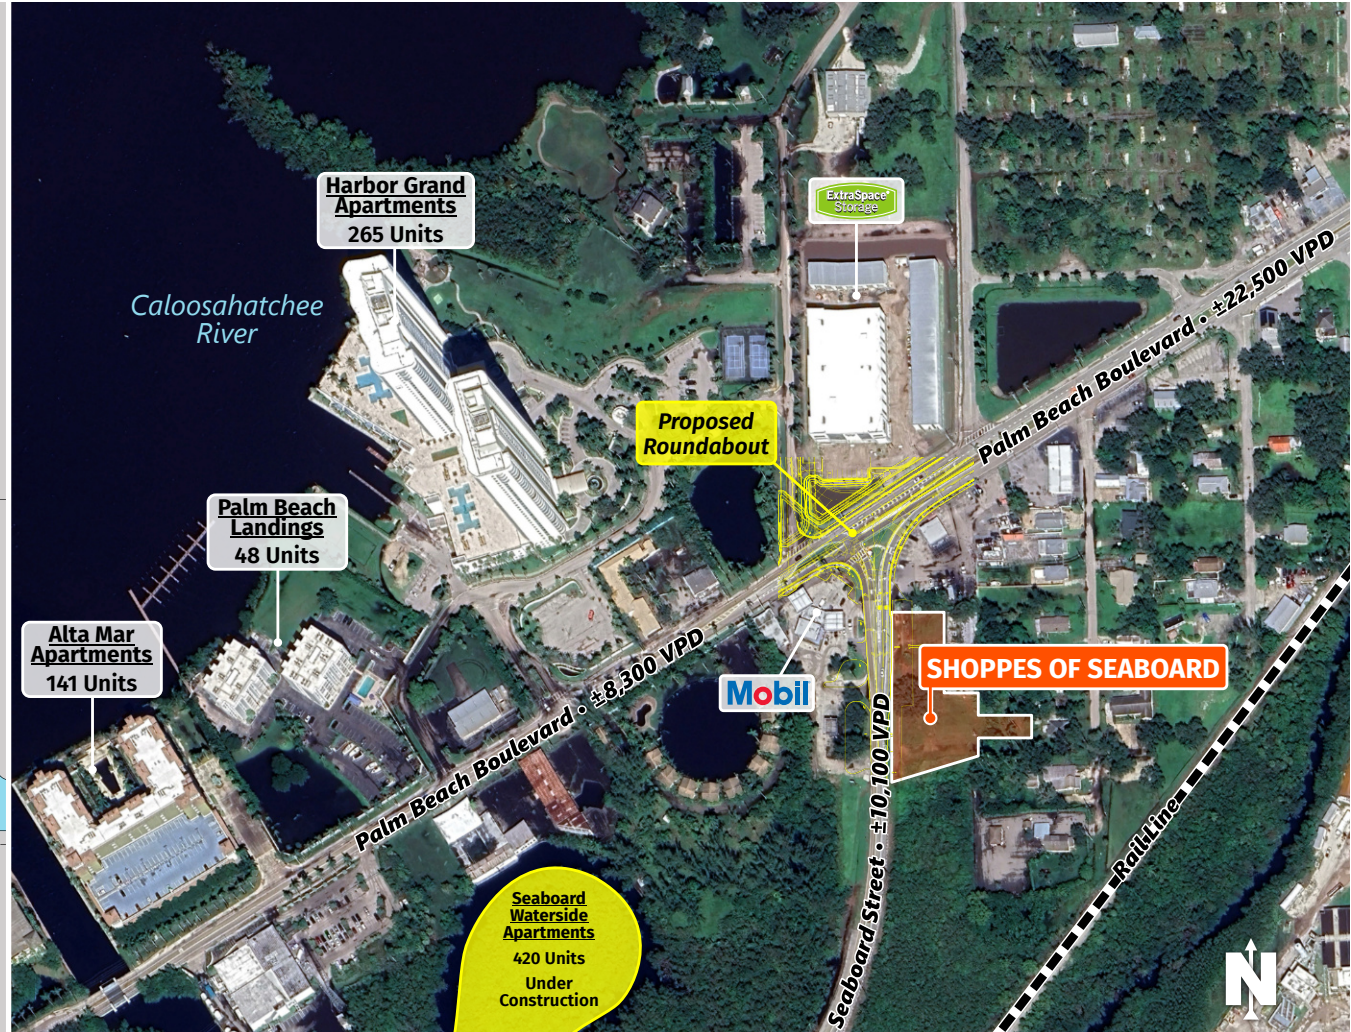 Harbor Grand
Apartments
265 Units
ExtraSpace
Storage
Caloosahatchee
River
Palm Beach Boulevard • ±22,500 VPD
Proposed
Roundabout
Palm Beach
Landings
48 Units
Alta Mar
Apartments
141 Units
SHOPPES OF SEABOARD
Mobil
Palm Beach Boulevard • ±8,300 VPD
Seaboard Street • ±10,100 VPD
Rail Line
Seaboard
Waterside
Apartments
420 Units
Under
Construction
N